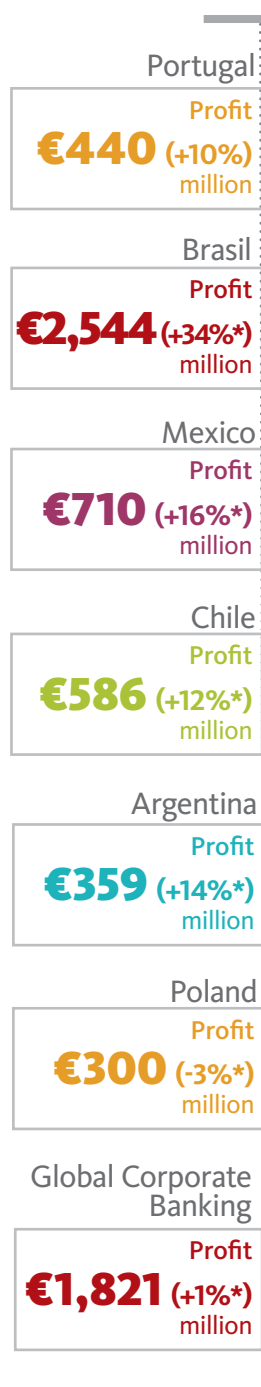 Portugal
Profit
€440 (+10%)
million
Brasil
Profit
€2,544 (+34%*)
million
Mexico
Profit
€710 (+16%*)
million
Chile
Profit
€586 (+12%*)
million
Argentina
Profit
€359 (+14%*)
million
Poland
Profit
€300 (-3%*)
million
Global Corporate
Banking
Profit
€1,821 (+1%*)
million